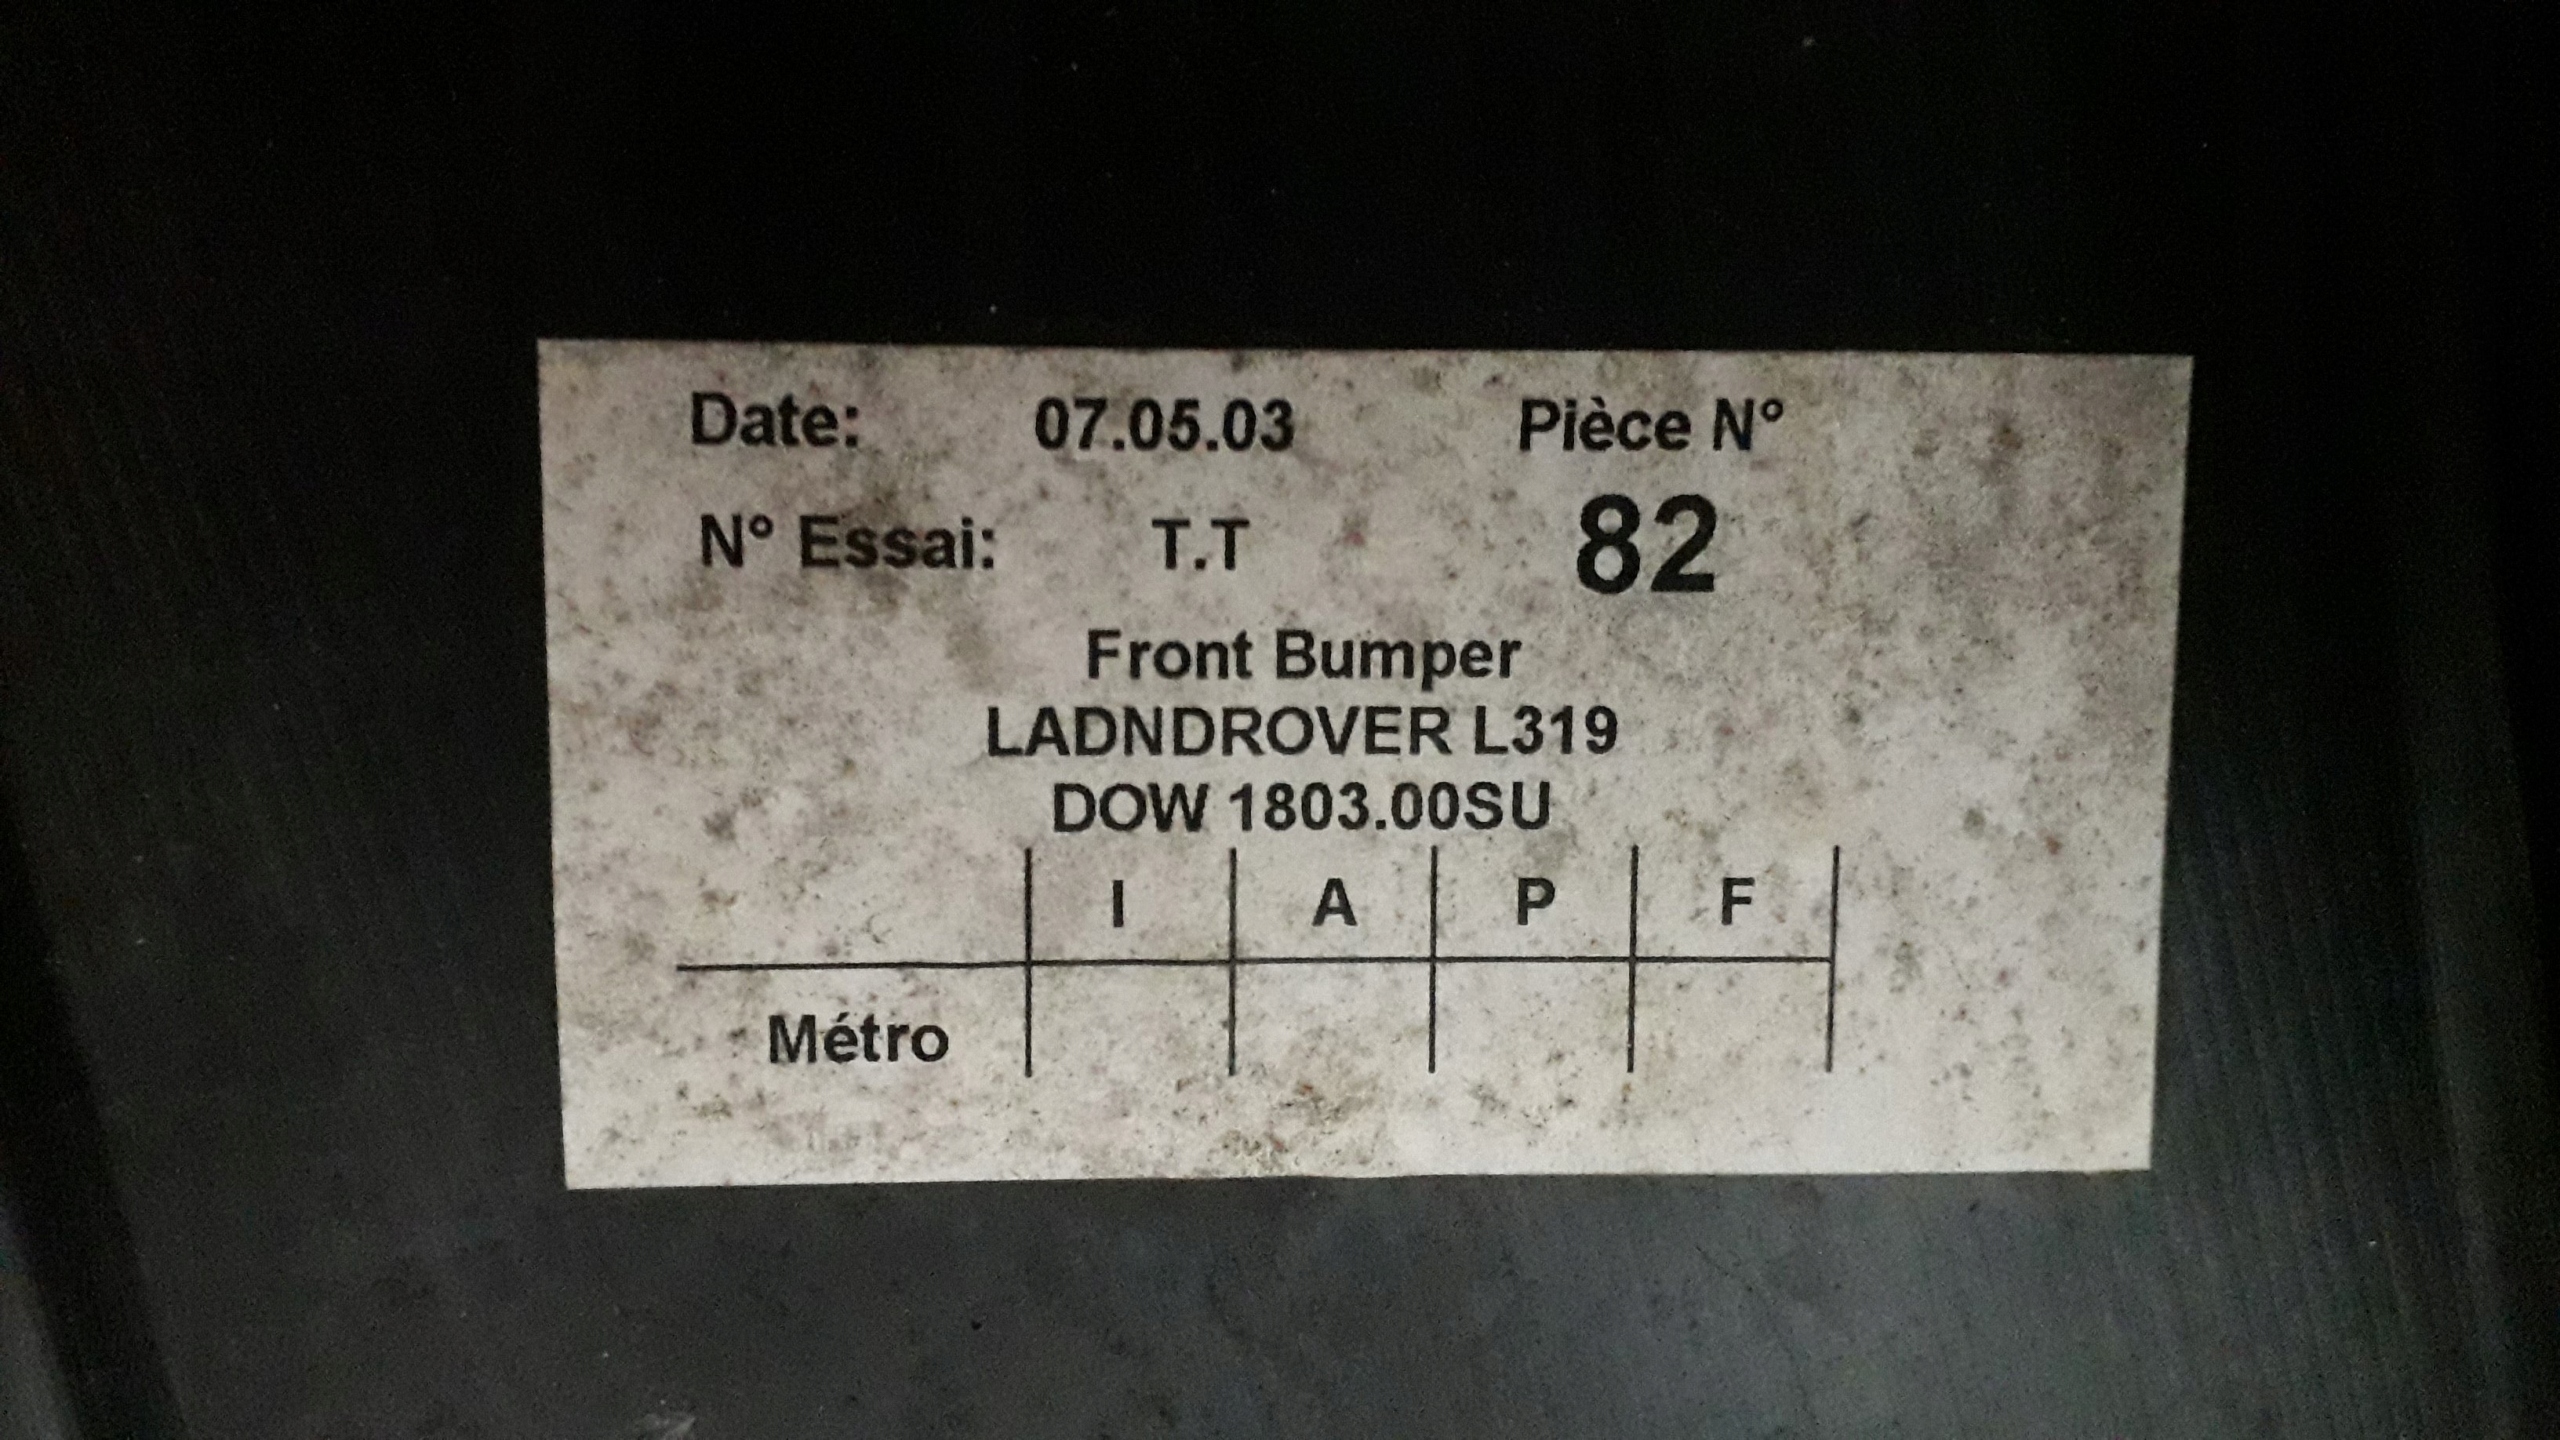 Date: 07.05.03 Pièce N°
N° Essai: T.T 82
Front Bumper
LADNDROVER L319
DOW 1803.00SU
I A P F
Métro